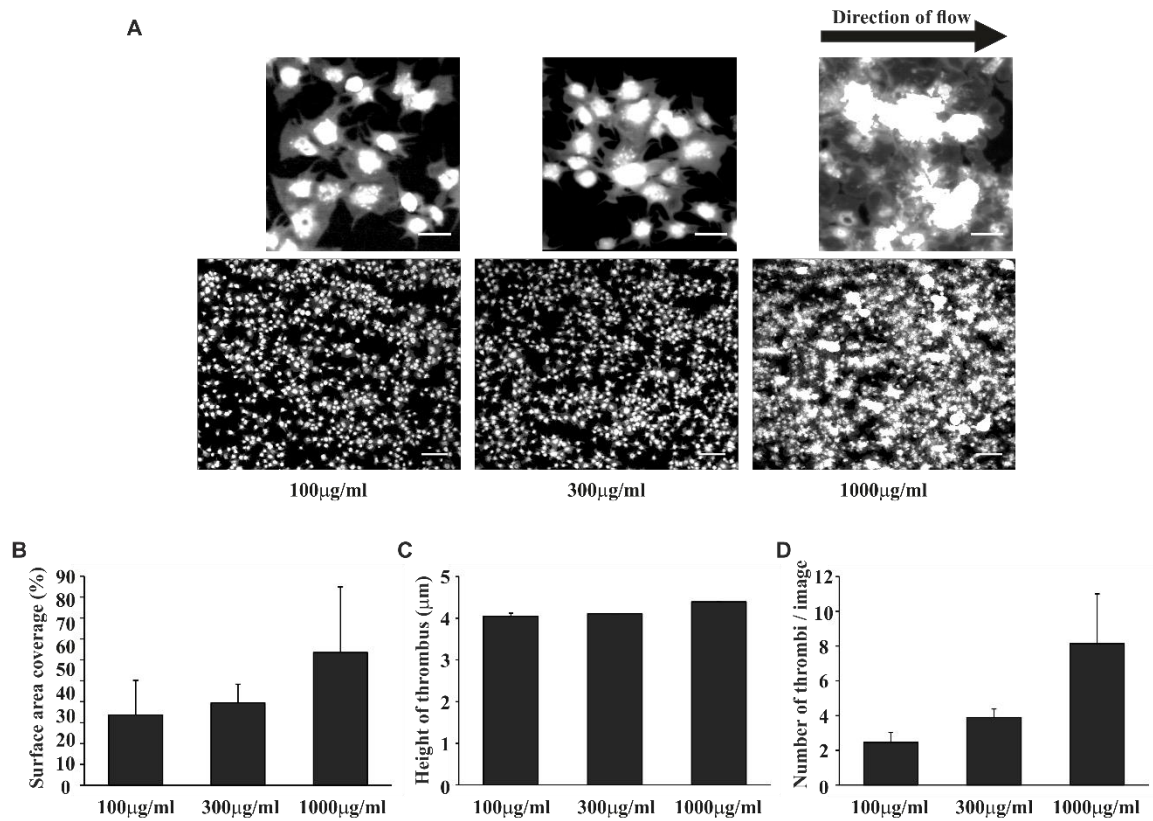 A
Direction of flow
100µg/ml
300µg/ml
1000µg/ml
B
Surface area coverage (%)
90
80
70
60
50
40
30
20
10
0
100µg/ml
300µg/ml
1000µg/ml
C
Height of thrombus (µm)
5
4
3
2
1
0
100µg/ml
300µg/ml
1000µg/ml
D
Number of thrombi / image
12
10
8
6
4
2
0
100µg/ml
300µg/ml
1000µg/ml